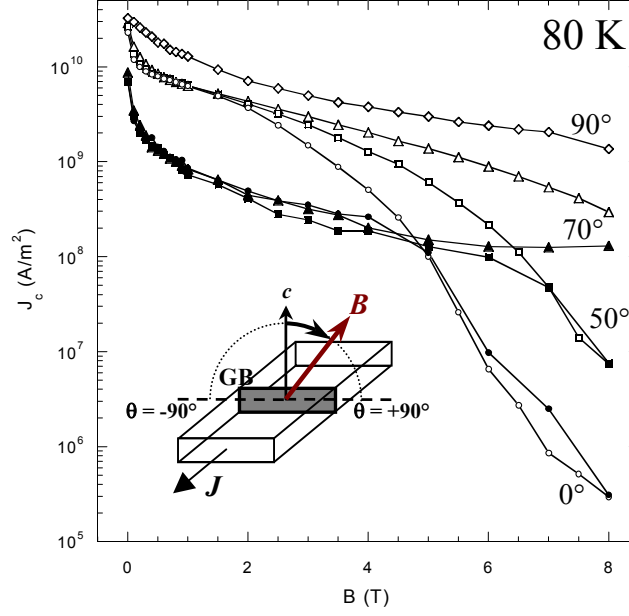 80 K
10^10
10^9
10^8
10^7
10^6
10^5
J_c (A/m^2)
90°
70°
50°
0°
c
B
GB
θ = -90°
θ = +90°
J
0
2
4
6
8
B (T)